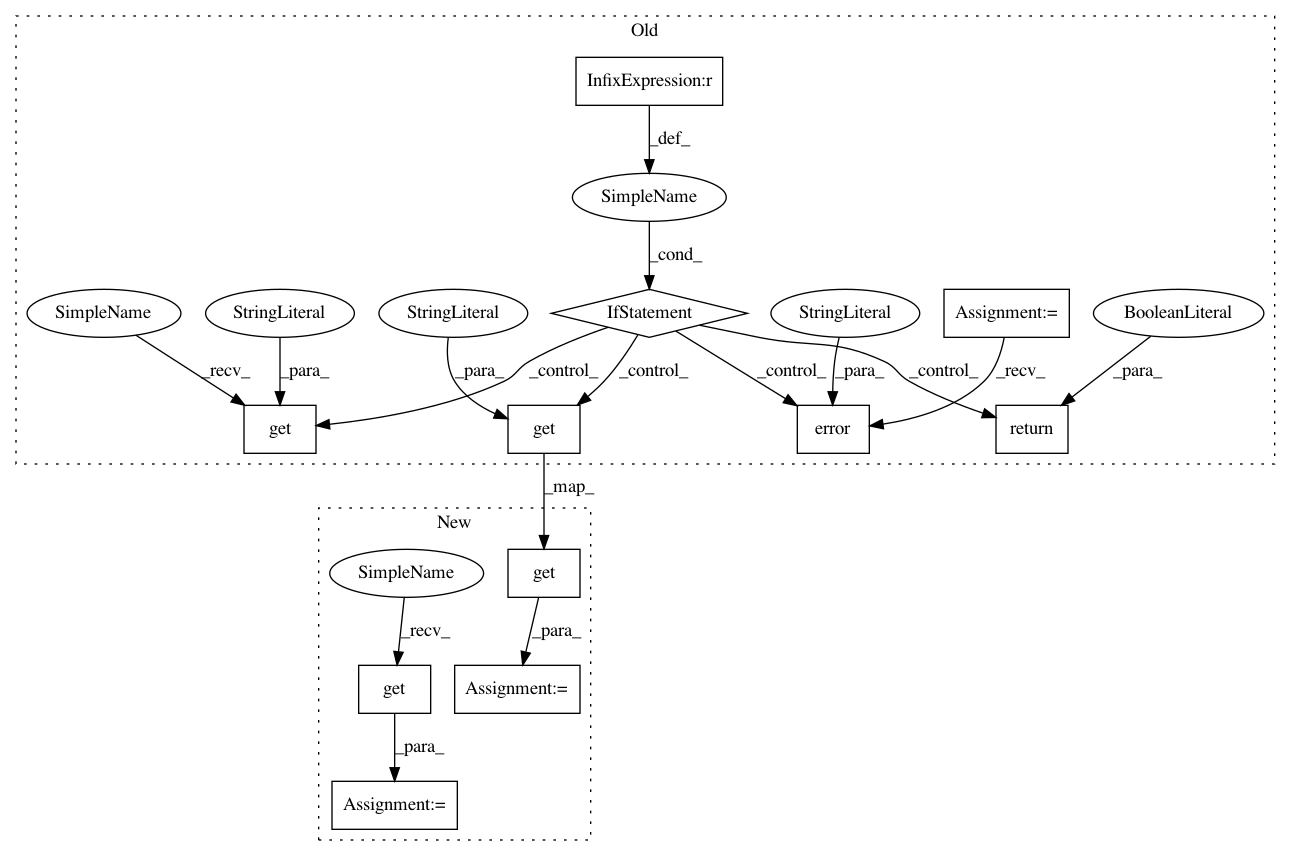 Old
InfixExpression:r
_def_
SimpleName
_cond_
SimpleName
StringLiteral
StringLiteral
IfStatement
StringLiteral
Assignment:=
BooleanLiteral
_recv_
_para_
_para_
_control_
_control_
_control_
_para_
_recv_
_control_
_para_
get
get
error
return
_map_
New
SimpleName
get
_recv_
_para_
get
Assignment:=
_para_
Assignment:=